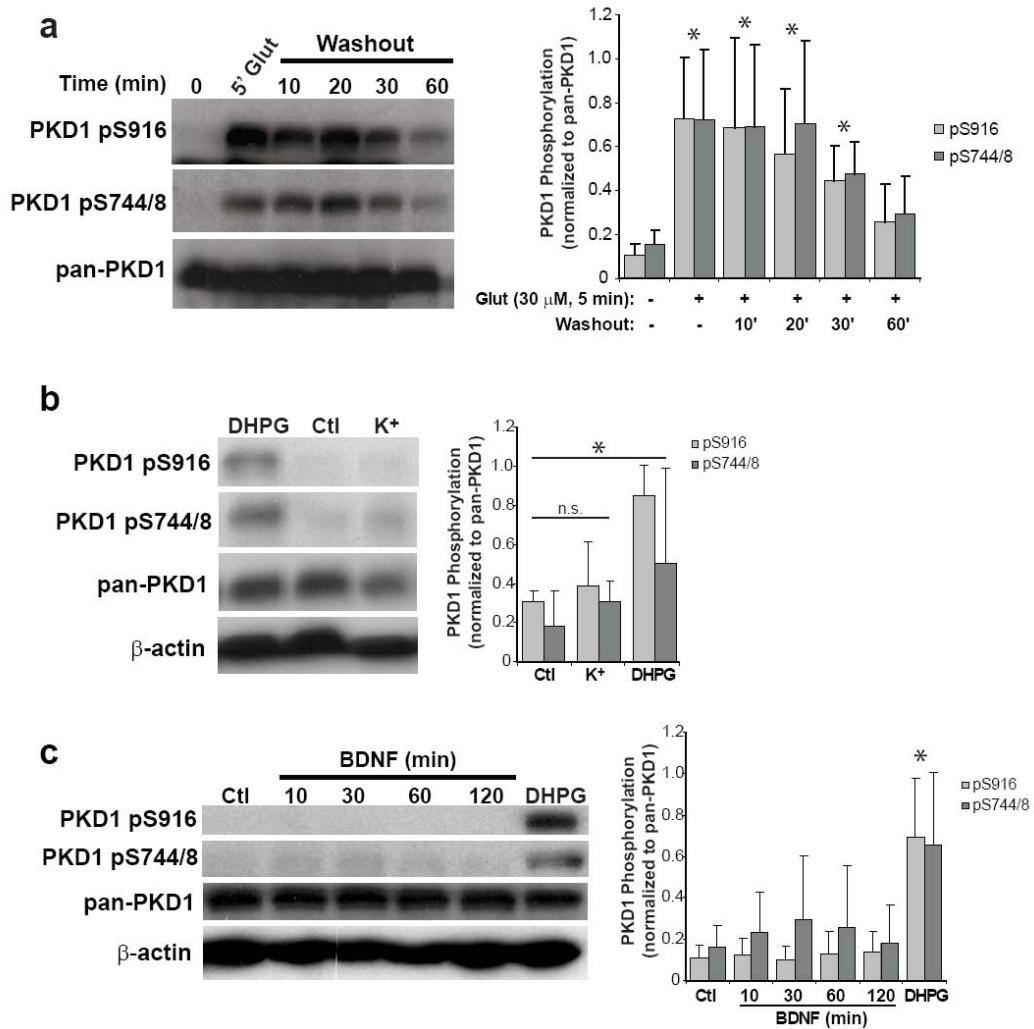 a
Washout
Time (min) 0 5' Glut 10 20 30 60
PKD1 pS916
PKD1 pS744/8
pan-PKD1
PKD1 Phosphorylation
(normalized to pan-PKD1)
1.2
1.0
0.8
0.6
0.4
0.2
0
* * * *
pS916
pS744/8
Glut (30 μM, 5 min): - + + + + +
Washout: - - 10' 20' 30' 60'
b
DHPG Ctl K+
PKD1 pS916
PKD1 pS744/8
pan-PKD1
β-actin
PKD1 Phosphorylation
(normalized to pan-PKD1)
1.2
1.0
0.8
0.6
0.4
0.2
0
*
n.s.
pS916
pS744/8
Ctl K+ DHPG
c
BDNF (min)
Ctl 10 30 60 120 DHPG
PKD1 pS916
PKD1 pS744/8
pan-PKD1
β-actin
PKD1 Phosphorylation
(normalized to pan-PKD1)
1.2
1.0
0.8
0.6
0.4
0.2
0
*
pS916
pS744/8
Ctl 10 30 60 120 DHPG
BDNF (min)